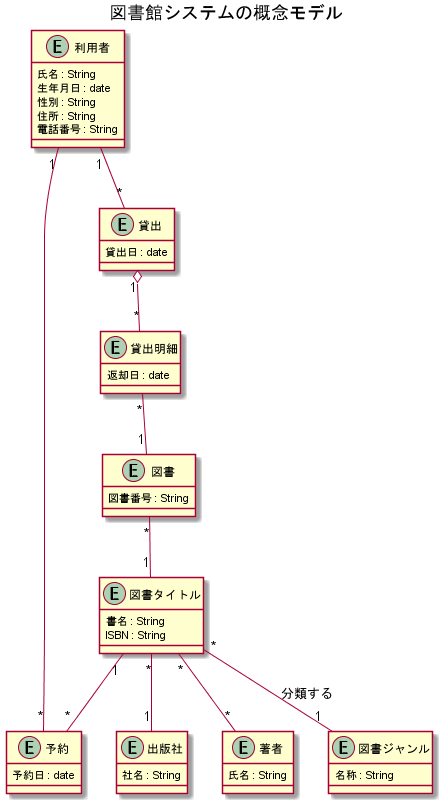 図書館システムの概念モデル
E 利用者
氏名 : String
生年月日 : date
性別 : String
住所 : String
電話番号 : String
1
1
*
E 貸出
貸出日 : date
1
*
E 貸出明細
返却日 : date
*
1
E 図書
図書番号 : String
*
1
E 図書タイトル
書名 : String
ISBN : String
1
*
*
*
分類する
*
*
1
*
1
E 予約
予約日 : date
E 出版社
社名 : String
E 著者
氏名 : String
E 図書ジャンル
名称 : String